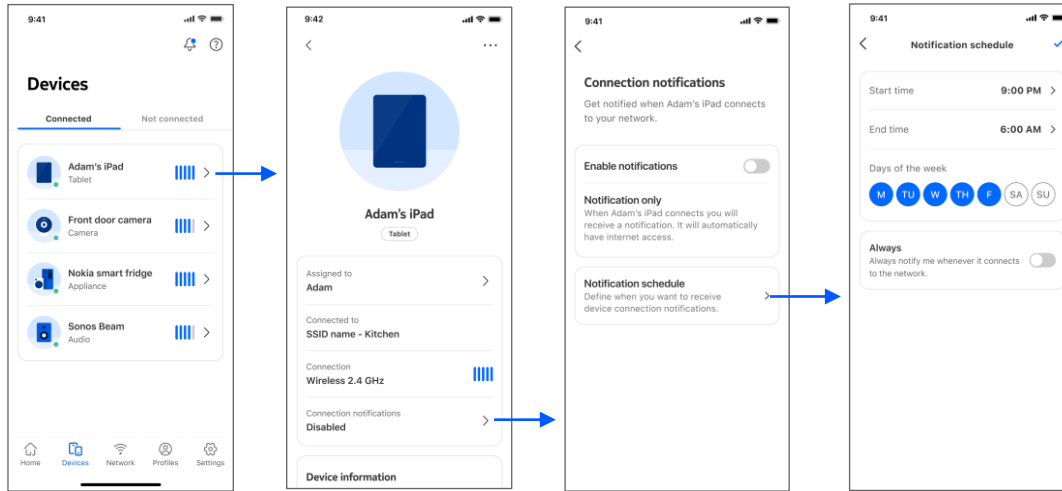 9:41
Devices
Connected
Not connected
Adam's iPad
Tablet
Front door camera
Camera
Nokia smart fridge
Appliance
Sonos Beam
Audio
Home
Devices
Network
Profiles
Settings
9:42
Adam's iPad
Tablet
Assigned to
Adam
Connected to
SSID name - Kitchen
Connection
Wireless 2.4 GHz
Connection notifications
Disabled
Device information
9:41
Connection notifications
Get notified when Adam's iPad connects
to your network.
Enable notifications
Notification only
When Adam's iPad connects you will
receive a notification. It will automatically
have internet access.
Notification schedule
Define when you want to receive
device connection notifications.
9:41
Notification schedule
Start time
9:00 PM
End time
6:00 AM
Days of the week
M TU W TH F SA SU
Always
Always notify me whenever it connects
to the network.